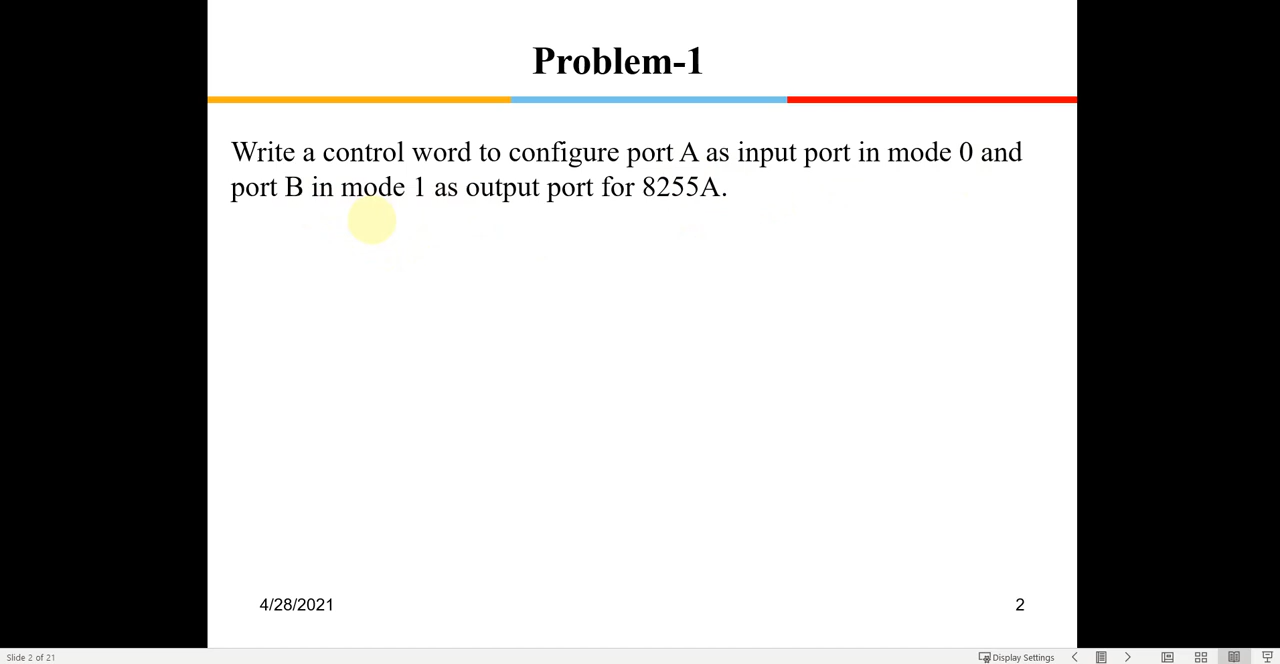 Problem-1
Write a control word to configure port A as input port in mode 0 and
port B in mode 1 as output port for 8255A.
4/28/2021
2
Slide 2 of 21
Display Settings